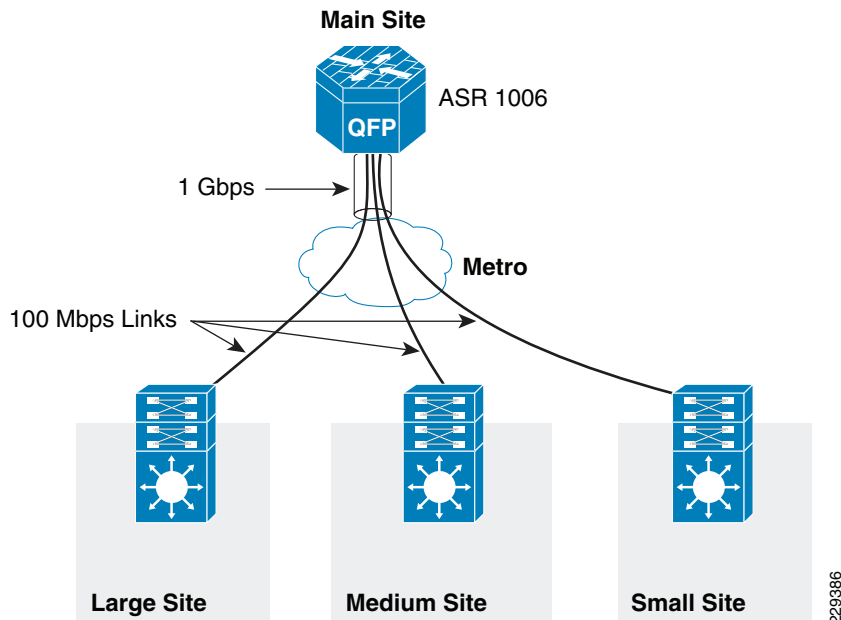 Main Site
ASR 1006
QFP
1 Gbps
Metro
100 Mbps Links
Large Site
Medium Site
Small Site
229386